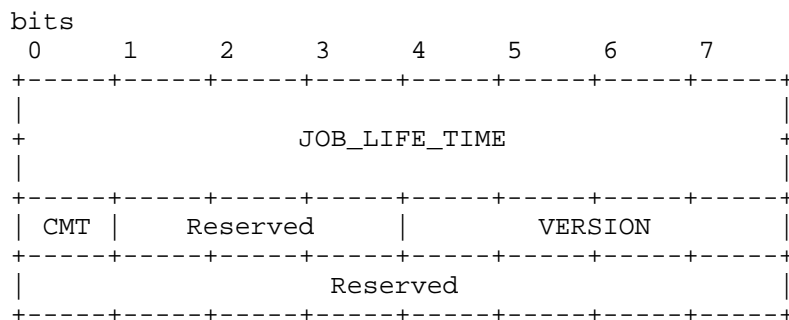 bits
0 1 2 3 4 5 6 7
+-----+-----+-----+-----+-----+-----+-----+-----+
| |
+ JOB_LIFE_TIME +
| |
+-----+-----+-----+-----+-----+-----+-----+-----+
| CMT | Reserved | VERSION |
+-----+-----+-----+-----+-----+-----+-----+-----+
| Reserved |
+-----+-----+-----+-----+-----+-----+-----+-----+